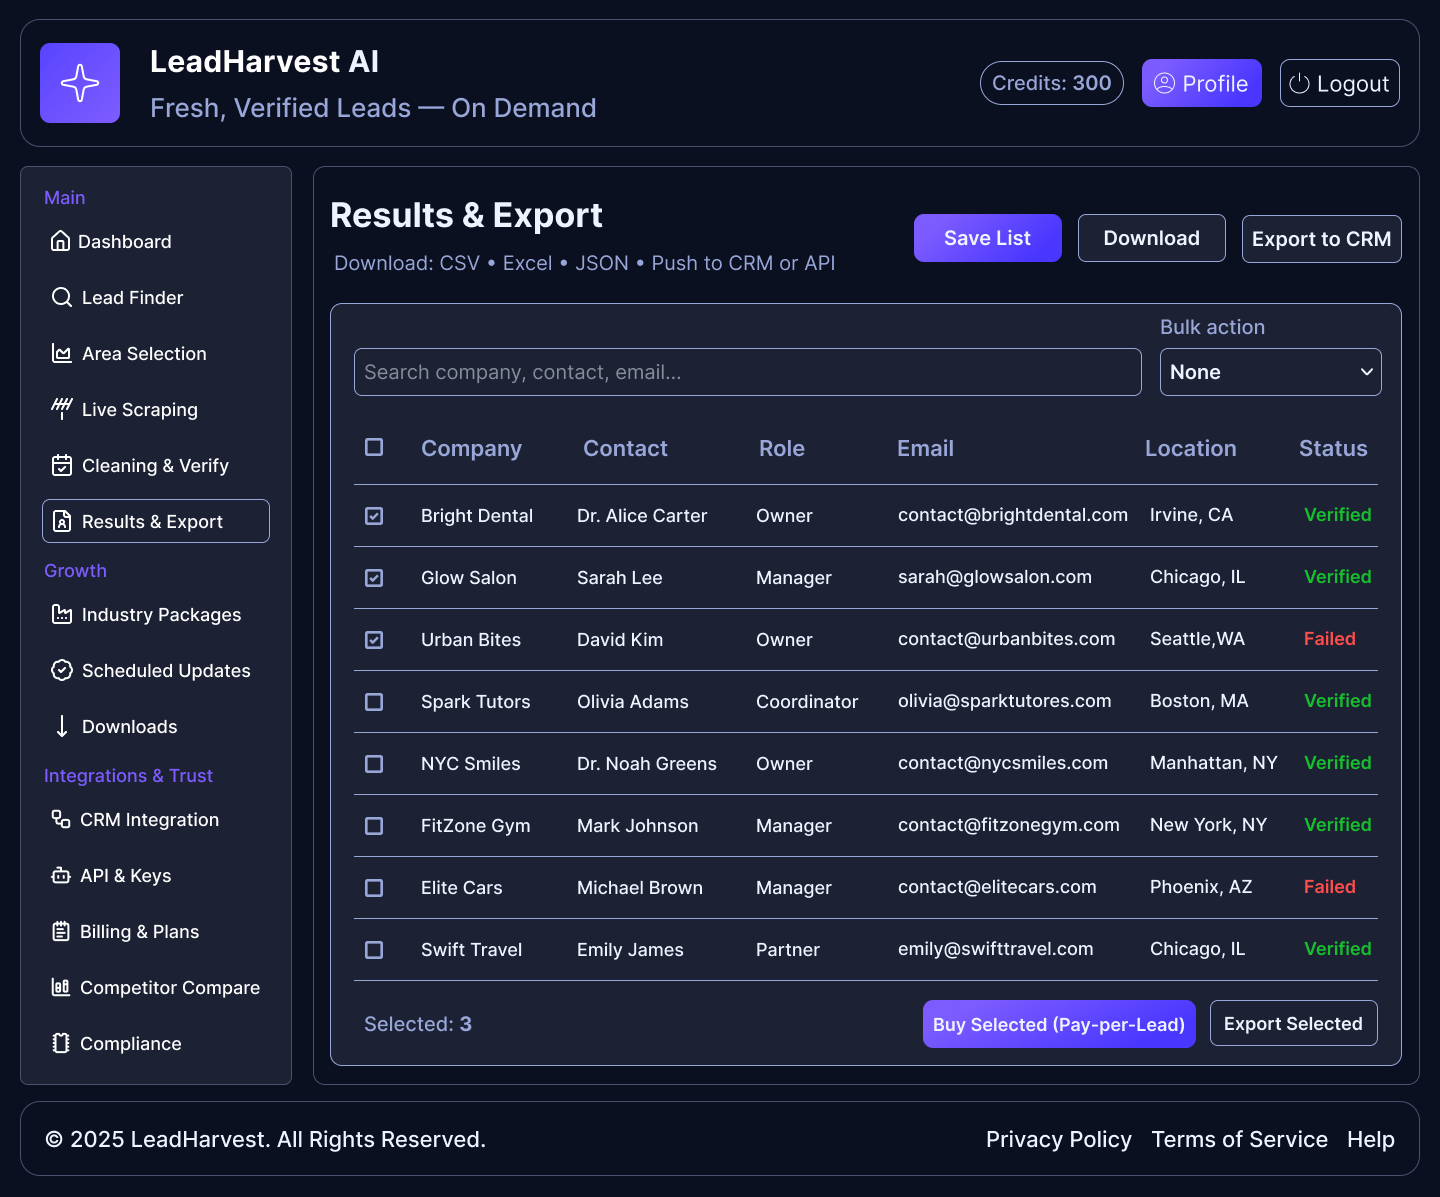 LeadHarvest AI
Fresh, Verified Leads — On Demand
Credits: 300
Profile
Logout
Main
Dashboard
Lead Finder
Area Selection
Live Scraping
Cleaning & Verify
Results & Export
Growth
Industry Packages
Scheduled Updates
Downloads
Integrations & Trust
CRM Integration
API & Keys
Billing & Plans
Competitor Compare
Compliance
Results & Export
Download: CSV • Excel • JSON • Push to CRM or API
Save List
Download
Export to CRM
Bulk action
Search company, contact, email...
None
Company Contact Role Email Location Status
Bright Dental Dr. Alice Carter Owner contact@brightdental.com Irvine, CA Verified
Glow Salon Sarah Lee Manager sarah@glowsalon.com Chicago, IL Verified
Urban Bites David Kim Owner contact@urbanbites.com Seattle,WA Failed
Spark Tutors Olivia Adams Coordinator olivia@sparktutores.com Boston, MA Verified
NYC Smiles Dr. Noah Greens Owner contact@nycsmiles.com Manhattan, NY Verified
FitZone Gym Mark Johnson Manager contact@fitzonegym.com New York, NY Verified
Elite Cars Michael Brown Manager contact@elitecars.com Phoenix, AZ Failed
Swift Travel Emily James Partner emily@swifttravel.com Chicago, IL Verified
Selected: 3
Buy Selected (Pay-per-Lead)
Export Selected
© 2025 LeadHarvest. All Rights Reserved.
Privacy Policy Terms of Service Help